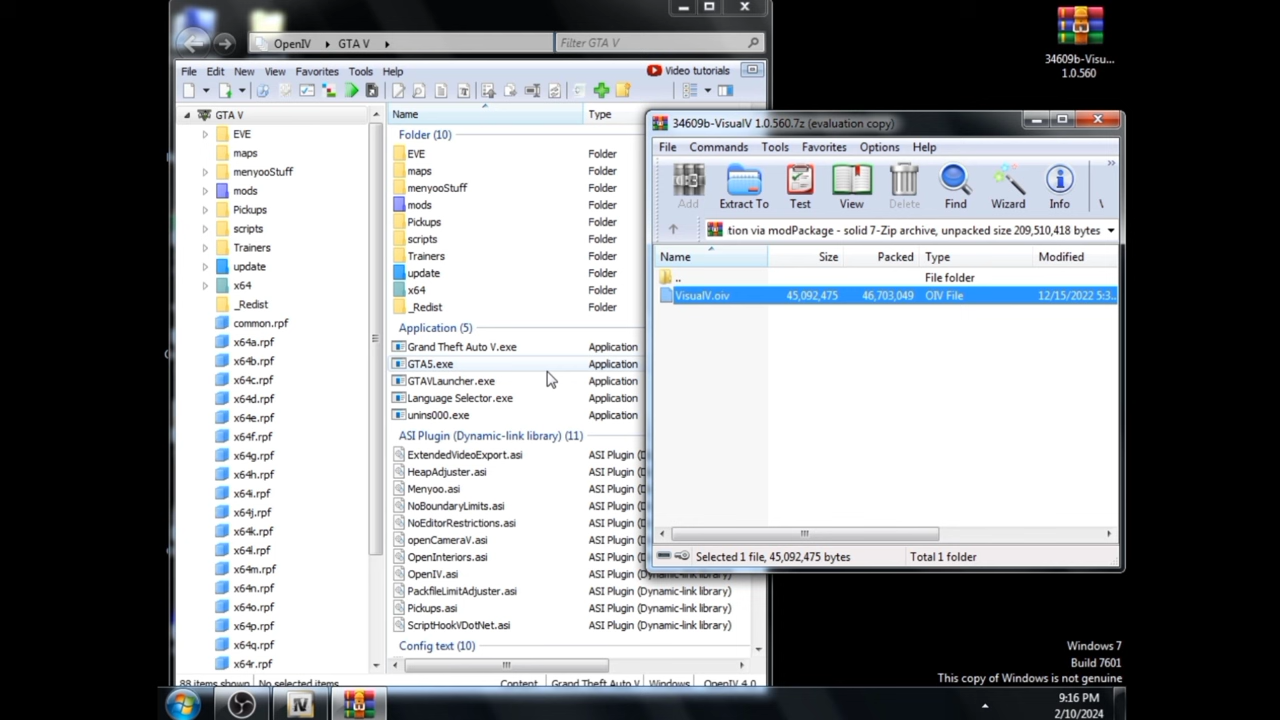 34609b-Visu...
1.0.560
OpenIV ▸ GTA V ▸
Filter GTA V
File Edit New View Favorites Tools Help
Video tutorials
GTA V
EVE
maps
menyooStuff
mods
Pickups
scripts
Trainers
update
x64
_Redist
common.rpf
x64a.rpf
x64b.rpf
x64c.rpf
x64d.rpf
x64e.rpf
x64f.rpf
x64g.rpf
x64h.rpf
x64i.rpf
x64j.rpf
x64k.rpf
x64l.rpf
x64m.rpf
x64n.rpf
x64o.rpf
x64p.rpf
x64q.rpf
x64r.rpf
Name Type
Folder (10)
EVE Folder
maps Folder
menyooStuff Folder
mods Folder
Pickups Folder
scripts Folder
Trainers Folder
update Folder
x64 Folder
_Redist Folder
Application (5)
Grand Theft Auto V.exe Application
GTA5.exe Application
GTAVLauncher.exe Application
Language Selector.exe Application
unins000.exe Application
ASI Plugin (Dynamic-link library) (11)
ExtendedVideoExport.asi ASI Plugin (D
HeapAdjuster.asi ASI Plugin (D
Menyoo.asi ASI Plugin (D
NoBoundaryLimits.asi ASI Plugin (D
NoEditorRestrictions.asi ASI Plugin (D
openCameraV.asi ASI Plugin (D
OpenInteriors.asi ASI Plugin (D
OpenIV.asi ASI Plugin (Dynamic-link library)
PackfileLimitAdjuster.asi ASI Plugin (Dynamic-link library)
Pickups.asi ASI Plugin (Dynamic-link library)
ScriptHookVDotNet.asi ASI Plugin (Dynamic-link library)
Config text (10)
88 items shown No selected items Content Grand Theft Auto V Windows OpenIV 4.0
34609b-VisualV 1.0.560.7z (evaluation copy)
File Commands Tools Favorites Options Help
Add Extract To Test View Delete Find Wizard Info
tion via modPackage - solid 7-Zip archive, unpacked size 209,510,418 bytes
Name Size Packed Type Modified
.. File folder
VisualV.oiv 45,092,475 46,703,049 OIV File 12/15/2022 5:3...
Selected 1 file, 45,092,475 bytes Total 1 folder
Windows 7
Build 7601
This copy of Windows is not genuine
9:16 PM
2/10/2024